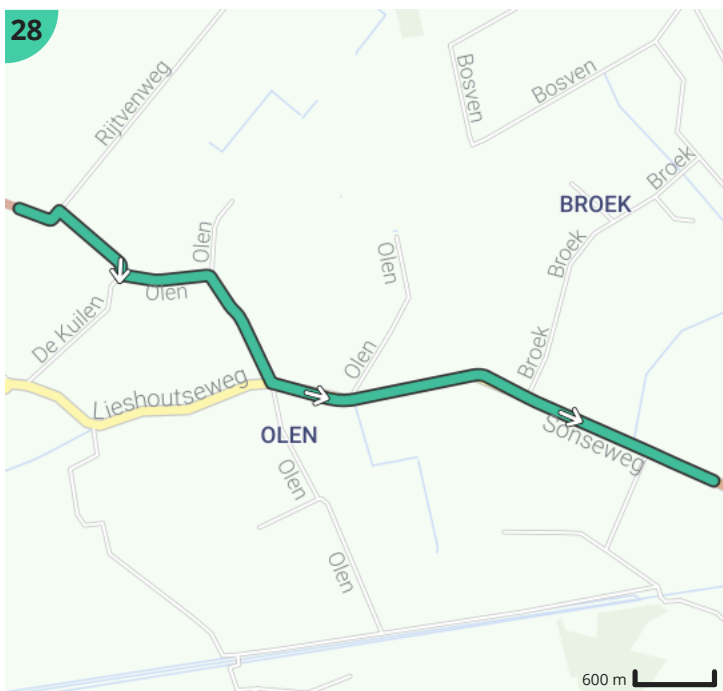 28
Rijtvenweg
Bosven
Bosven
Broek
BROEK
Olen
Olen
Broek
Olen
De Kuilen
Olen
Broek
Lieshoutseweg
OLEN
Sonseweg
Olen
Olen
600 m